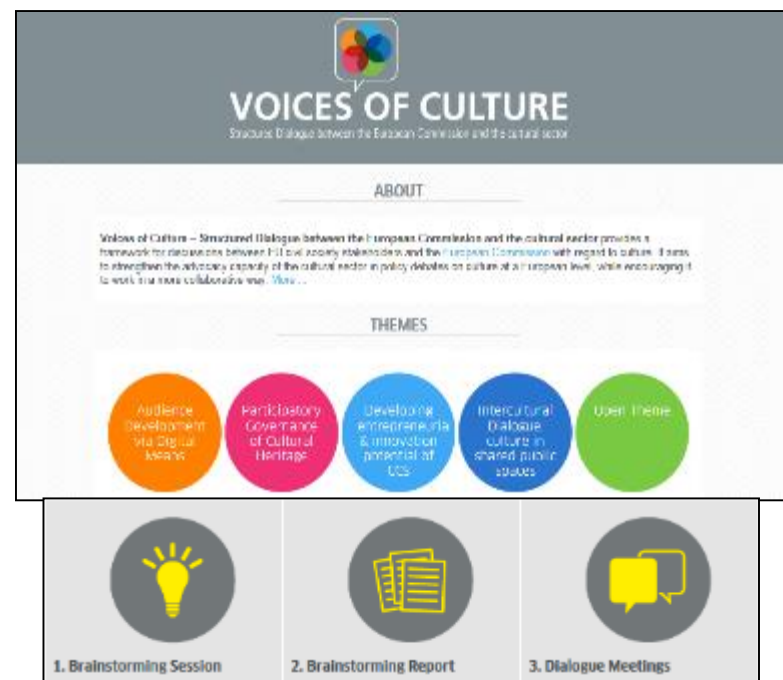 VOICES OF CULTURE
Structured Dialogue between the European Commission and the cultural sector
ABOUT
Voices of Culture – Structured Dialogue between the European Commission and the cultural sector provides a
framework for discussions between EU civil society stakeholders and the European Commission with regard to culture. It aims
to strengthen the advocacy capacity of the cultural sector in policy debates on culture at a European level, while encouraging it
to work in a more collaborative way. More ...
THEMES
Audience
Development
via Digital
Means
Participatory
Governance
of Cultural
Heritage
Developing
entrepreneuria
& innovation
potential of
CCS
Intercultural
Dialogue
culture in
shared public
spaces
Open Theme
1. Brainstorming Session
2. Brainstorming Report
3. Dialogue Meetings